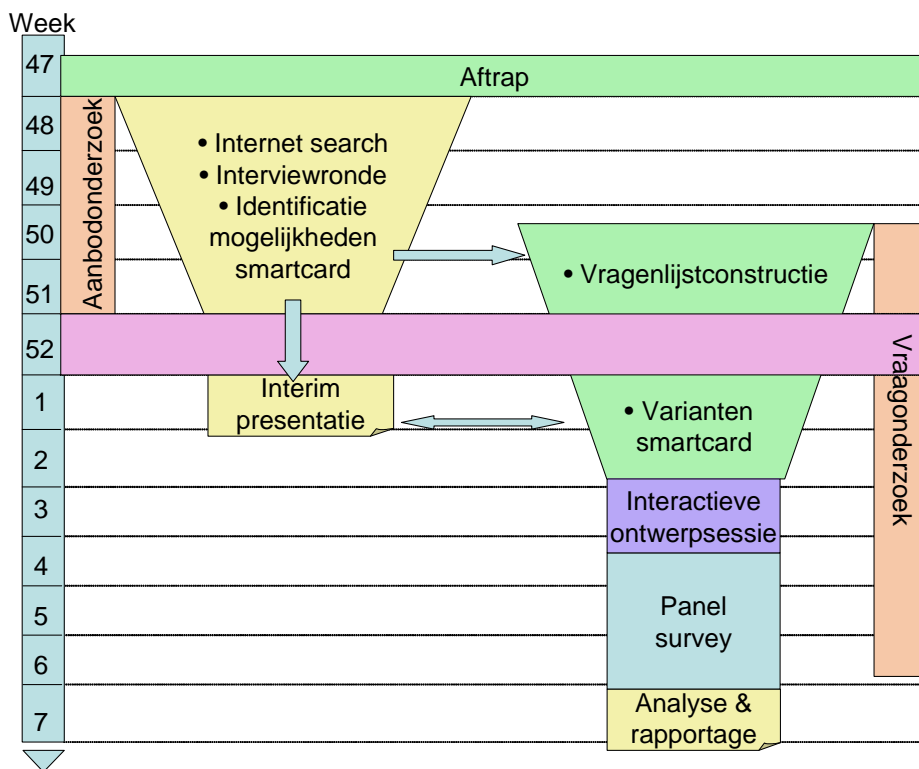 Week
47
Aftrap
48
Aanbodonderzoek
• Internet search
• Interviewronde
• Identificatie
mogelijkheden
smartcard
49
50
51
• Vragenlijstconstructie
52
Vraagonderzoek
1
Interim
presentatie
• Varianten
smartcard
2
3
Interactieve
ontwerpsessie
4
5
Panel
survey
6
7
Analyse &
rapportage